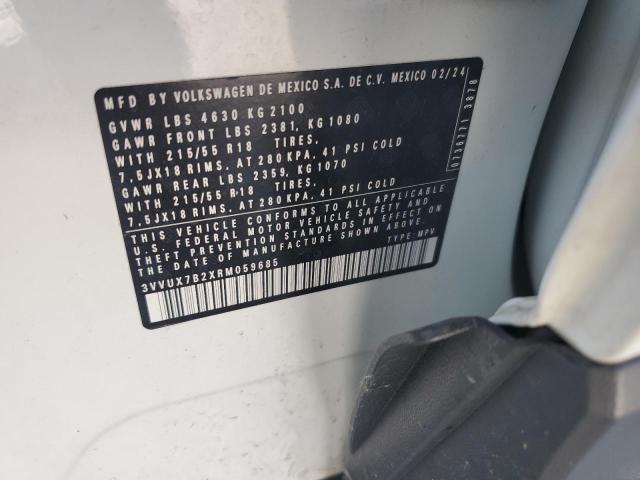 MFD BY VOLKSWAGEN DE MEXICO S.A. DE C.V. MEXICO 02/24
GVWR LBS 4630 KG 2100
GAWR FRONT LBS 2381, KG 1080
WITH 215/55 R18 TIRES,
7,5JX18 RIMS, AT 280 KPA, 41 PSI COLD
GAWR REAR LBS 2359, KG 1070
WITH 215/55 R18 TIRES,
7,5JX18 RIMS, AT 280 KPA, 41 PSI COLD
THIS VEHICLE CONFORMS TO ALL APPLICABLE
U.S. FEDERAL MOTOR VEHICLE SAFETY AND
THEFT PREVENTION STANDARDS IN EFFECT ON
THE DATE OF MANUFACTURE SHOWN ABOVE.
3VVUX7B2XRM059685 TYPE: MPV
0736271 3878